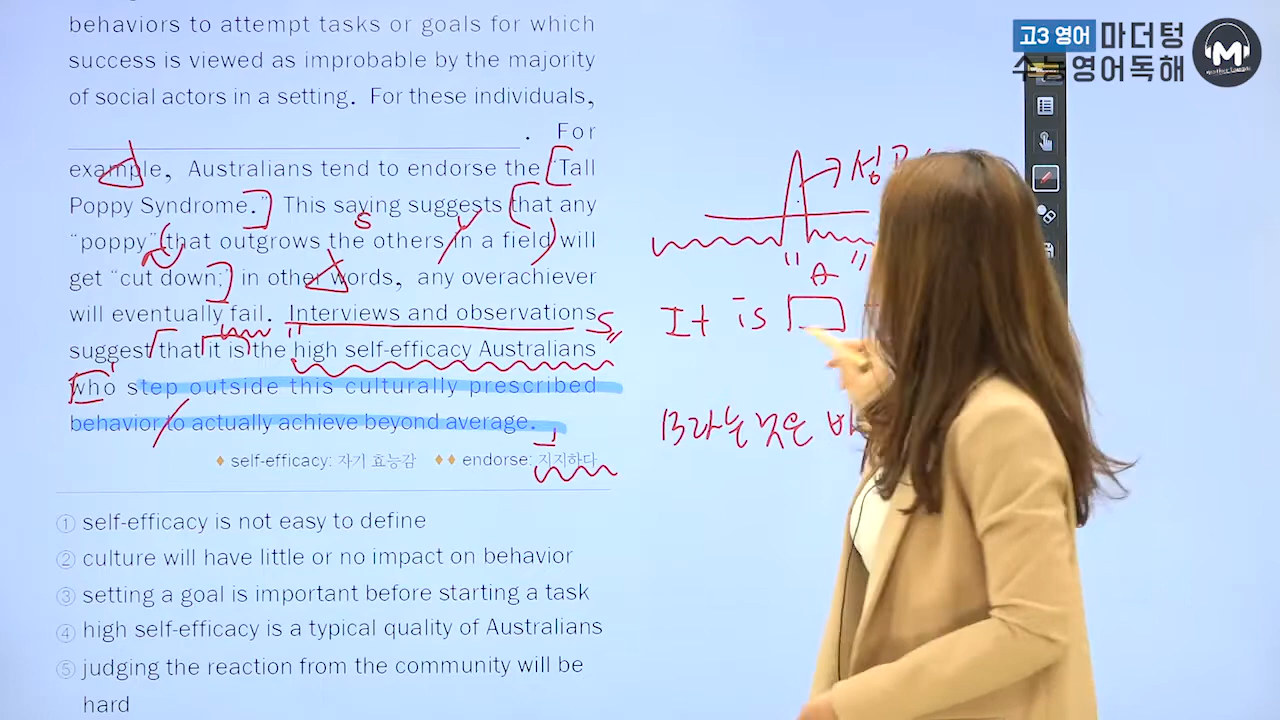 behaviors to attempt tasks or goals for which
success is viewed as improbable by the majority
of social actors in a setting. For these individuals,
. For
example, Australians tend to endorse the "Tall
Poppy Syndrome." This saying suggests that any
"poppy" that outgrows the others in a field will
get "cut down;" in other words, any overachiever
will eventually fail. Interviews and observations
suggest that it is the high self-efficacy Australians
who step outside this culturally prescribed
behavior to actually achieve beyond average.
self-efficacy: 자기 효능감 endorse: 지지하다
① self-efficacy is not easy to define
② culture will have little or no impact on behavior
③ setting a goal is important before starting a task
④ high self-efficacy is a typical quality of Australians
⑤ judging the reaction from the community will be
hard
S
S
A
It is
B라는 것은
고3 영어 마더텅
수능영어독해
M